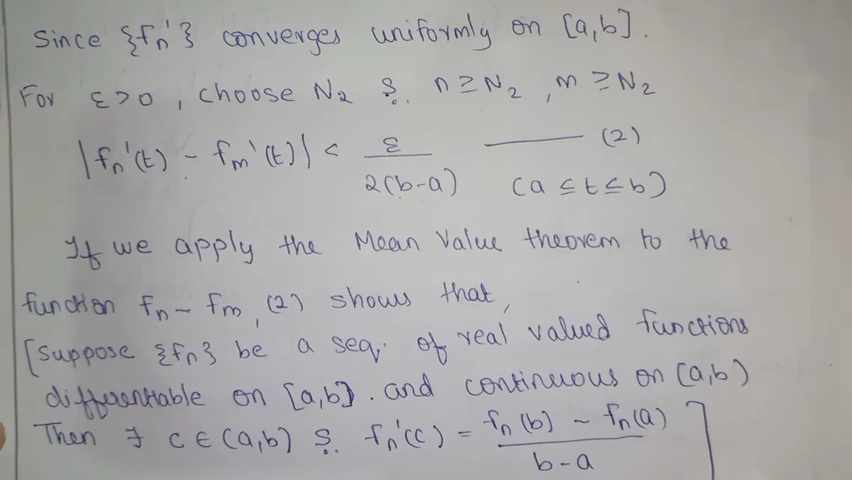 Since {fn'} converges uniformly on [a,b].
For ε>0, choose N2 s. n ≥ N2, m ≥ N2
|fn'(t) - fm'(t)| < ε / 2(b-a) —— (2)
(a ≤ t ≤ b)
If we apply the Mean Value theorem to the
function fn - fm, (2) shows that,
[Suppose {fn} be a seq. of real valued functions
differentiable on [a,b]. and continuous on (a,b)
Then ∃ c ∈ (a,b) s. fn'(c) = fn(b) - fn(a) / b-a ]